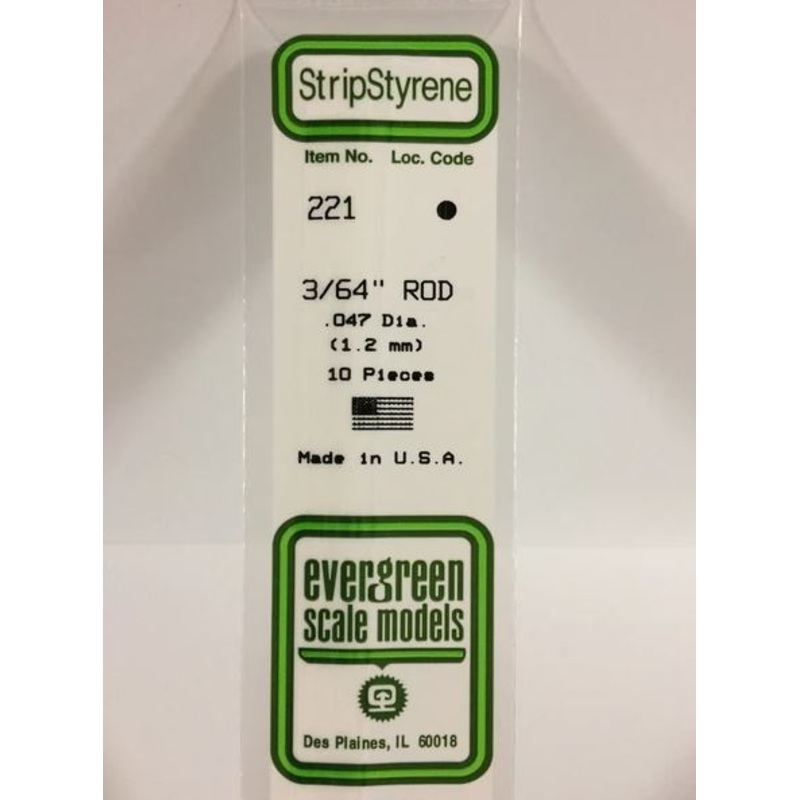 StripStyrene
Item No. Loc. Code
221
3/64" ROD
.047 Dia.
(1.2 mm)
10 Pieces
Made in U.S.A.
evergreen
scale models
Des Plaines, IL 60018